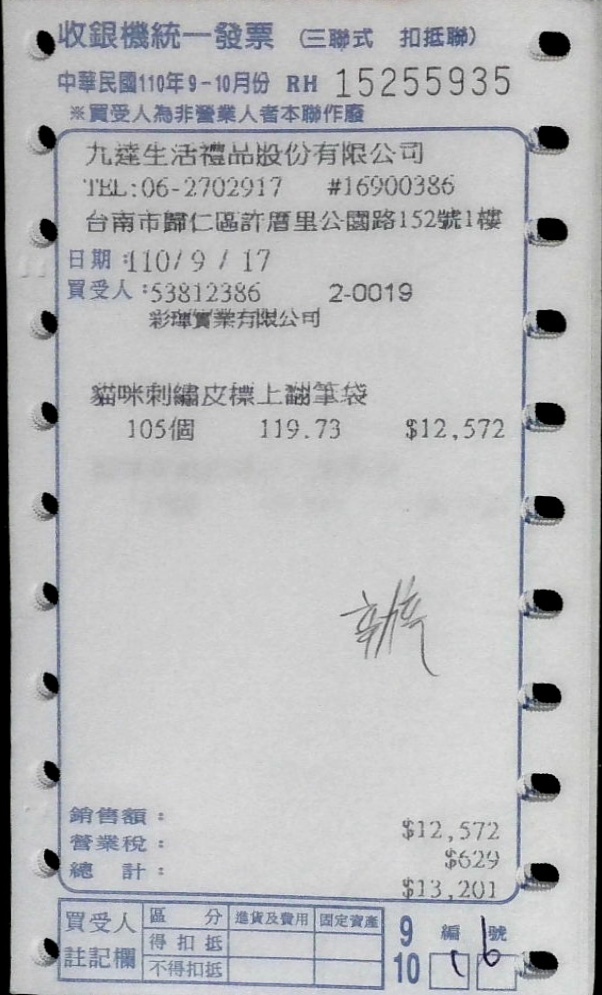 收銀機統一發票 (三聯式 扣抵聯)
中華民國110年9-10月份 RH 15255935
※買受人為非營業人者本聯作廢
九達生活禮品股份有限公司
TEL:06-2702917 #16900386
台南市歸仁區許厝里公園路152號1樓
日期:110/ 9 / 17
買受人:53812386 2-0019
彩琿實業有限公司
貓咪刺繡皮標上翻筆袋
105個 119.73 $12,572
銷售額: $12,572
營業稅: $629
總 計: $13,201
買受人註記欄 區 分 進貨及費用 固定資產
得 扣 抵
不得扣抵
9 10 編 號
1 6